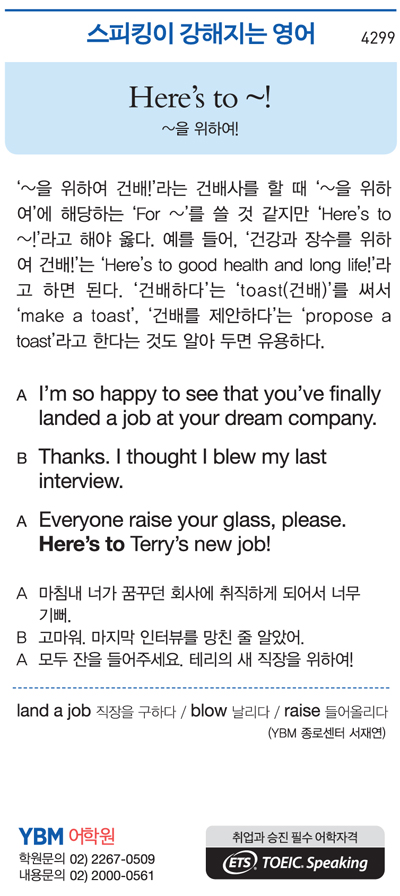 스피킹이 강해지는 영어
4299
Here's to ~!
~을 위하여!
‘~을 위하여 건배!’라는 건배사를 할 때 ‘~을 위하
여’에 해당하는 ‘For ~’를 쓸 것 같지만 ‘Here's to
~!’라고 해야 옳다. 예를 들어, ‘건강과 장수를 위하
여 건배!’는 ‘Here's to good health and long life!’라
고 하면 된다. ‘건배하다’는 ‘toast(건배)’를 써서
‘make a toast’, ‘건배를 제안하다’는 ‘propose a
toast’라고 한다는 것도 알아 두면 유용하다.
A I'm so happy to see that you've finally
landed a job at your dream company.
B Thanks. I thought I blew my last
interview.
A Everyone raise your glass, please.
Here's to Terry's new job!
A 마침내 너가 꿈꾸던 회사에 취직하게 되어서 너무
기뻐.
B 고마워. 마지막 인터뷰를 망친 줄 알았어.
A 모두 잔을 들어주세요. 테리의 새 직장을 위하여!
land a job 직장을 구하다 / blow 날리다 / raise 들어올리다
(YBM 종로센터 서재연)
YBM 어학원
학원문의 02) 2267-0509
내용문의 02) 2000-0561
취업과 승진 필수 어학자격
ETS TOEIC Speaking